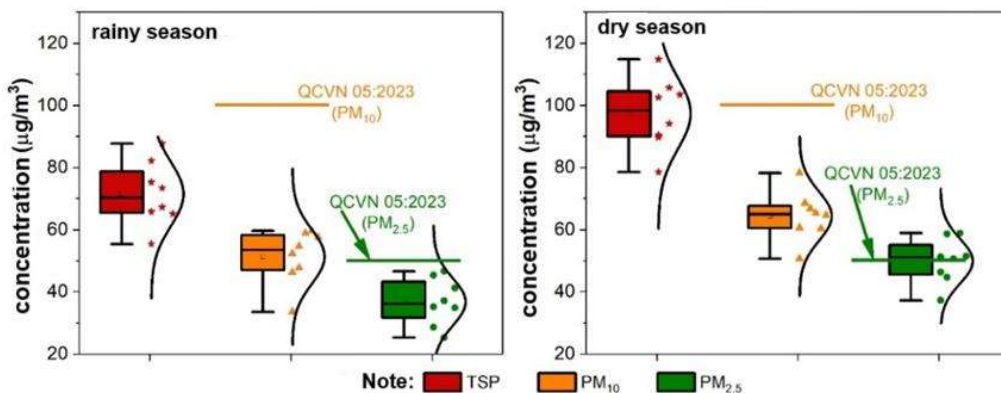 rainy season
concentration (μg/m³)
120
100
80
60
40
20
QCVN 05:2023
(PM₁₀)
QCVN 05:2023
(PM₂.₅)
dry season
concentration (μg/m³)
120
100
80
60
40
20
QCVN 05:2023
(PM₁₀)
QCVN 05:2023
(PM₂.₅)
Note: TSP PM₁₀ PM₂.₅